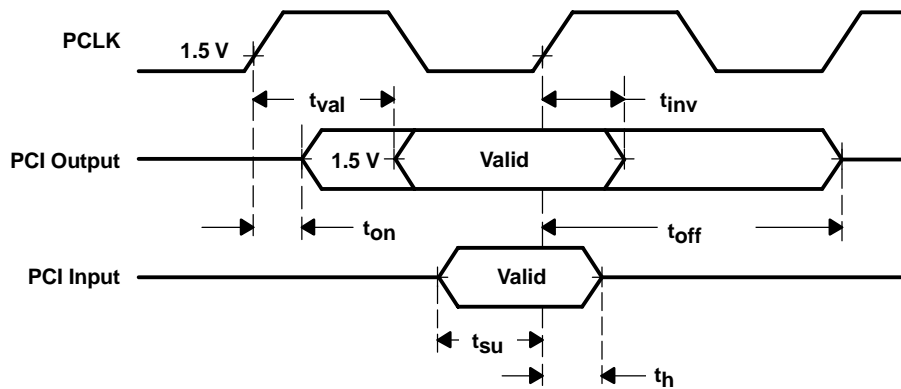 PCLK
1.5 V
tval
tinv
PCI Output
1.5 V
Valid
ton
toff
PCI Input
Valid
tsu
th